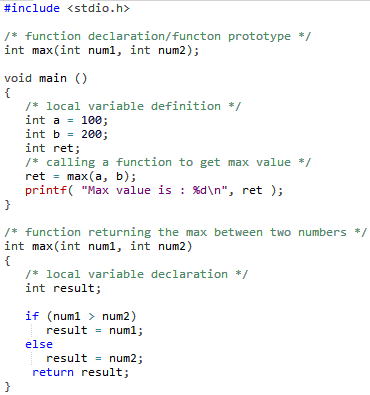 #include <stdio.h>
/* function declaration/functon prototype */
int max(int num1, int num2);
void main ()
{
/* local variable definition */
int a = 100;
int b = 200;
int ret;
/* calling a function to get max value */
ret = max(a, b);
printf( "Max value is : %d\n", ret );
}
/* function returning the max between two numbers */
int max(int num1, int num2)
{
/* local variable declaration */
int result;
if (num1 > num2)
result = num1;
else
result = num2;
return result;
}